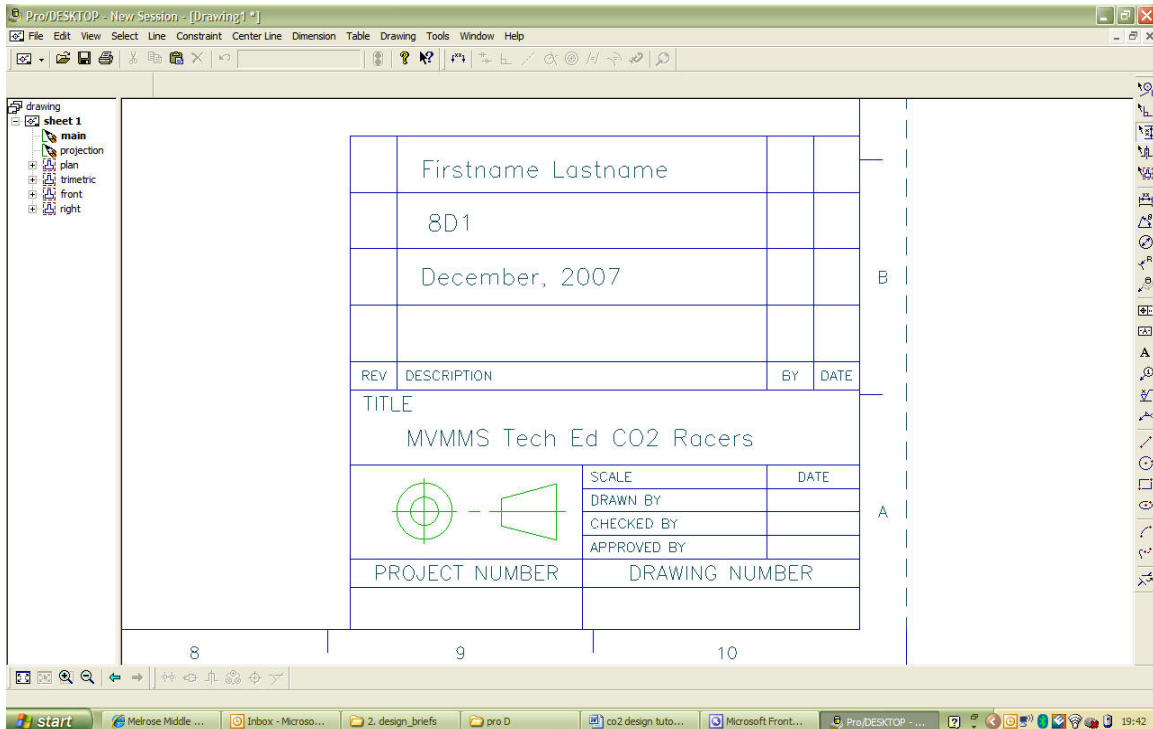 Pro/DESKTOP - New Session - [Drawing1 *]
File Edit View Select Line Constraint Center Line Dimension Table Drawing Tools Window Help
drawing
sheet 1
main
projection
plan
trimetric
front
right
Firstname Lastname
8D1
December, 2007
B
REV DESCRIPTION BY DATE
TITLE
MVMMS Tech Ed CO2 Racers
SCALE DATE
DRAWN BY
CHECKED BY
APPROVED BY
A
PROJECT NUMBER DRAWING NUMBER
8 9 10
start Melrose Middle ... Inbox - Microso... 2. design_briefs pro D co2 design tuto... Microsoft Front... Pro/DESKTOP - ... 19:42